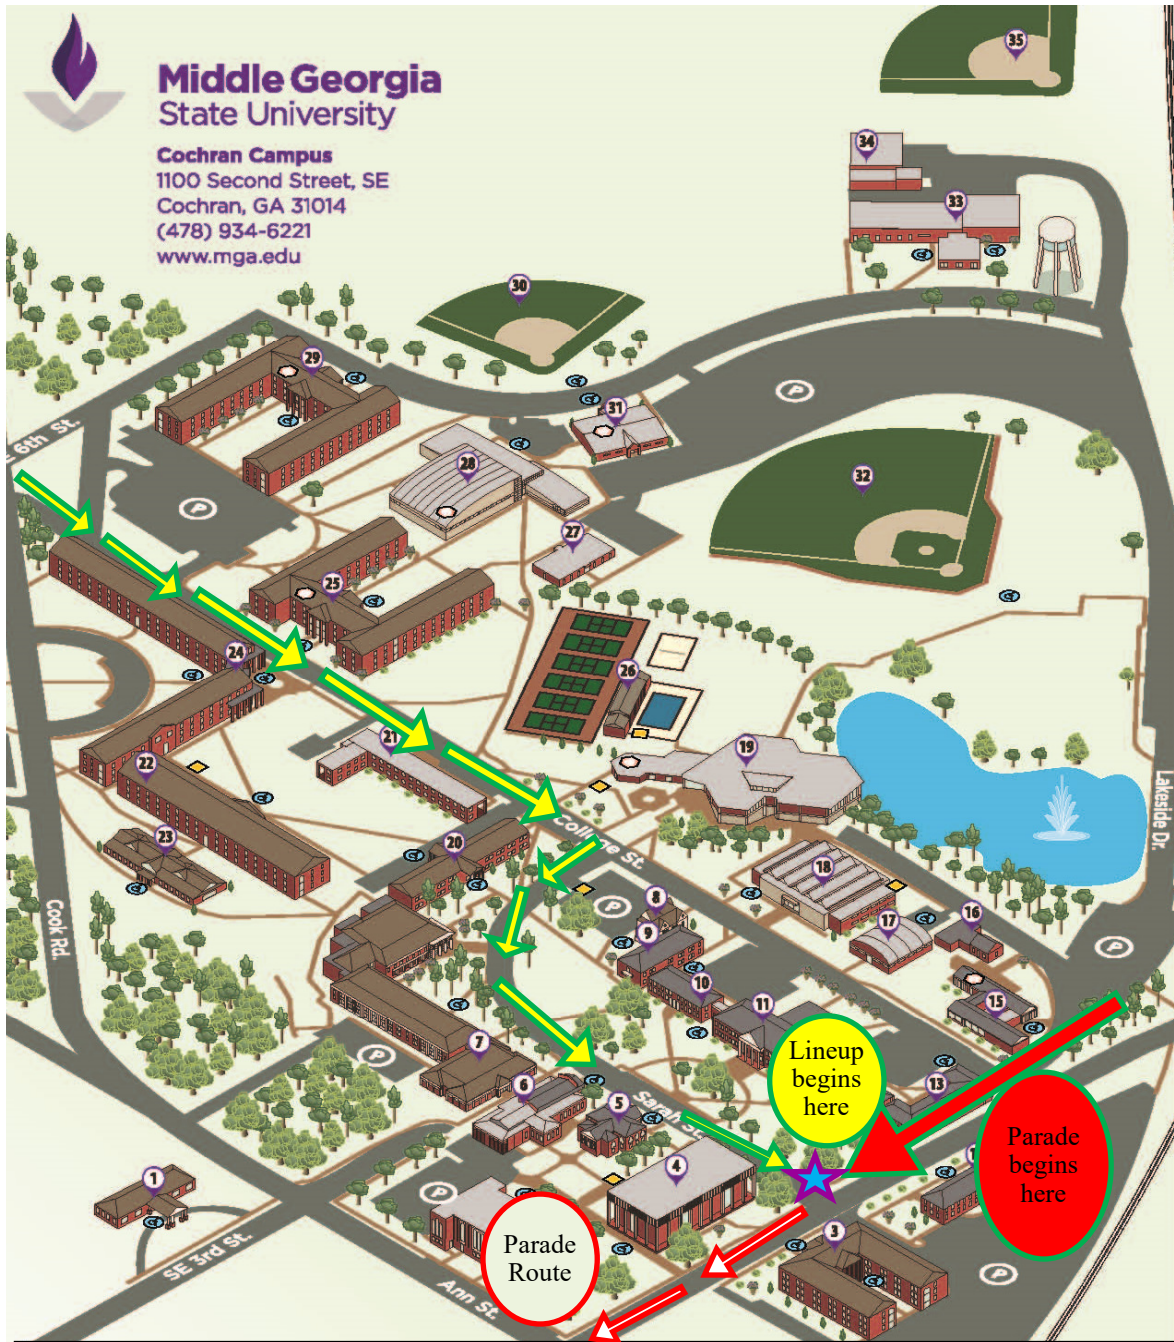 Middle Georgia
State University
Cochran Campus
1100 Second Street, SE
Cochran, GA 31014
(478) 934-6221
www.mga.edu
35
34
33
30
29
31
E 6th St.
28
32
P
P
27
25
24
26
21
19
22
23
20
College St.
Lakeside Dr.
18
8
P
9
17
16
Cook Rd.
10
P
11
15
7
P
6
5
Lineup
begins
here
13
Sarah St.
Parade
begins
here
4
1
P
3
SE 3rd St.
Parade
Route
Ann St.
P